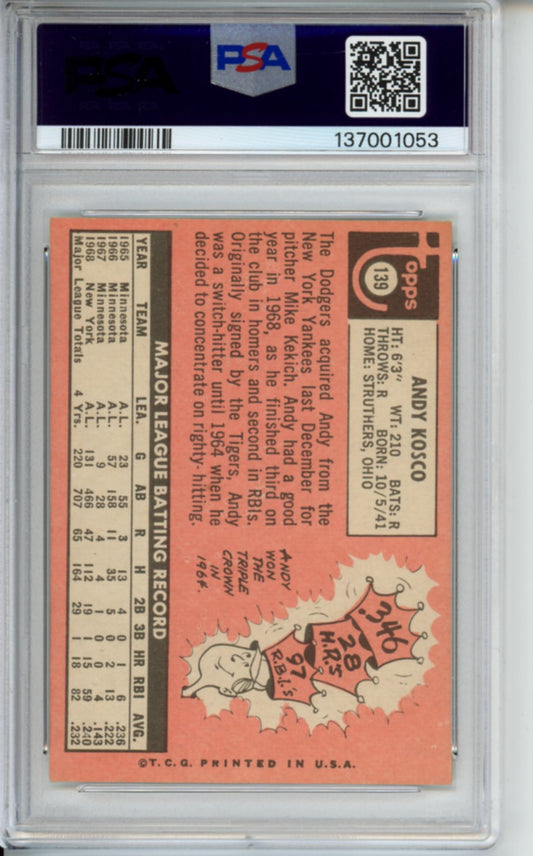 PSA
137001053
Topps
139
ANDY KOSCO
HT: 6'3" WT: 210 BATS: R
THROWS: R BORN: 10/5/41
HOME: STRUTHERS, OHIO
The Dodgers acquired Andy from the
New York Yankees last December for
pitcher Mike Kekich. Andy had a good
year in 1968, as he finished third on
the club in homers and second in RBIs.
Originally signed by the Tigers, Andy
was a switch-hitter until 1964 when he
decided to concentrate on righty-hitting.
ANDY
WON
THE
TRIPLE
CROWN
IN
1964.
.346
28
H.R.'S
97
R.B.I.'S
MAJOR LEAGUE BATTING RECORD
YEAR TEAM LEA. G AB R H 2B 3B HR RBI AVG.
1965 Minnesota A.L. 23 55 3 13 4 0 1 6 .236
1966 Minnesota A.L. 57 158 11 35 5 0 2 13 .222
1967 Minnesota A.L. 9 28 4 4 1 0 0 4 .143
1968 New York A.L. 131 466 47 112 19 1 15 59 .240
Major League Totals 4 Yrs. 220 707 65 164 29 1 18 82 .232
©T.C.G. PRINTED IN U.S.A.